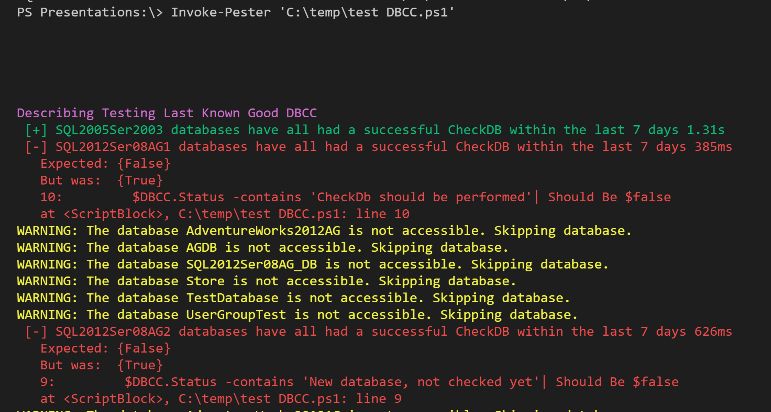 PS Presentations:\> Invoke-Pester 'C:\temp\test DBCC.ps1'
Describing Testing Last Known Good DBCC
[+] SQL2005Ser2003 databases have all had a successful CheckDB within the last 7 days 1.31s
[-] SQL2012Ser08AG1 databases have all had a successful CheckDB within the last 7 days 385ms
Expected: {False}
But was:  {True}
10:         $DBCC.Status -contains 'CheckDb should be performed'| Should Be $false
at <ScriptBlock>, C:\temp\test DBCC.ps1: line 10
WARNING: The database AdventureWorks2012AG is not accessible. Skipping database.
WARNING: The database AGDB is not accessible. Skipping database.
WARNING: The database SQL2012Ser08AG_DB is not accessible. Skipping database.
WARNING: The database Store is not accessible. Skipping database.
WARNING: The database TestDatabase is not accessible. Skipping database.
WARNING: The database UserGroupTest is not accessible. Skipping database.
[-] SQL2012Ser08AG2 databases have all had a successful CheckDB within the last 7 days 626ms
Expected: {False}
But was:  {True}
9:         $DBCC.Status -contains 'New database, not checked yet'| Should Be $false
at <ScriptBlock>, C:\temp\test DBCC.ps1: line 9